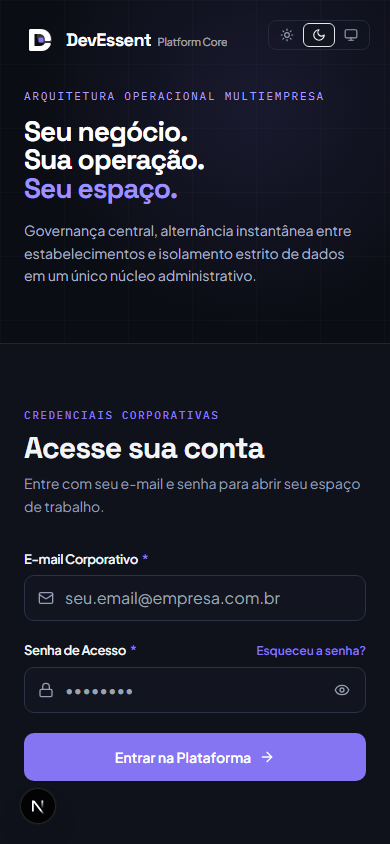 DevEssent Platform Core
ARQUITETURA OPERACIONAL MULTIEMPRESA
Seu negócio.
Sua operação.
Seu espaço.
Governança central, alternância instantânea entre
estabelecimentos e isolamento estrito de dados
em um único núcleo administrativo.
CREDENCIAIS CORPORATIVAS
Acesse sua conta
Entre com seu e-mail e senha para abrir seu espaço
de trabalho.
E-mail Corporativo *
seu.email@empresa.com.br
Senha de Acesso * Esqueceu a senha?
••••••••
Entrar na Plataforma →
N